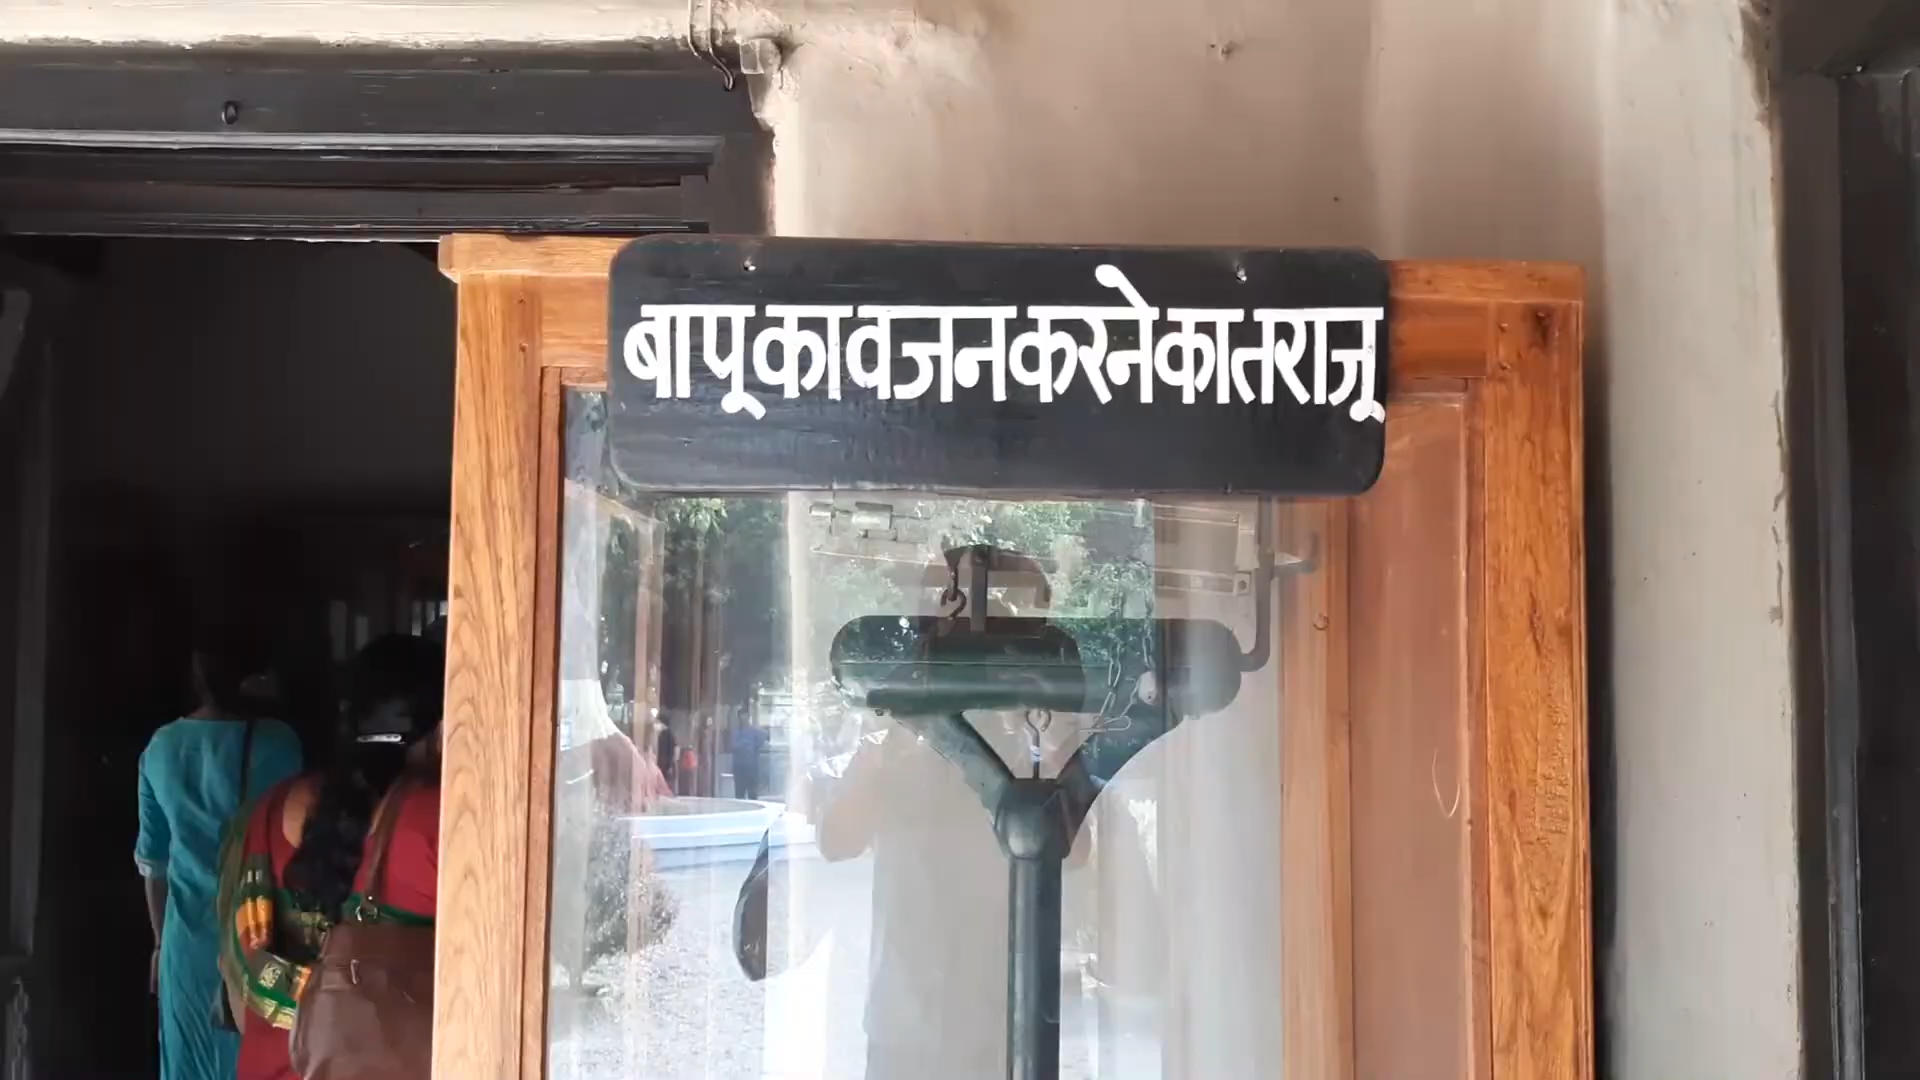 बापू का वजन करने का तराजू